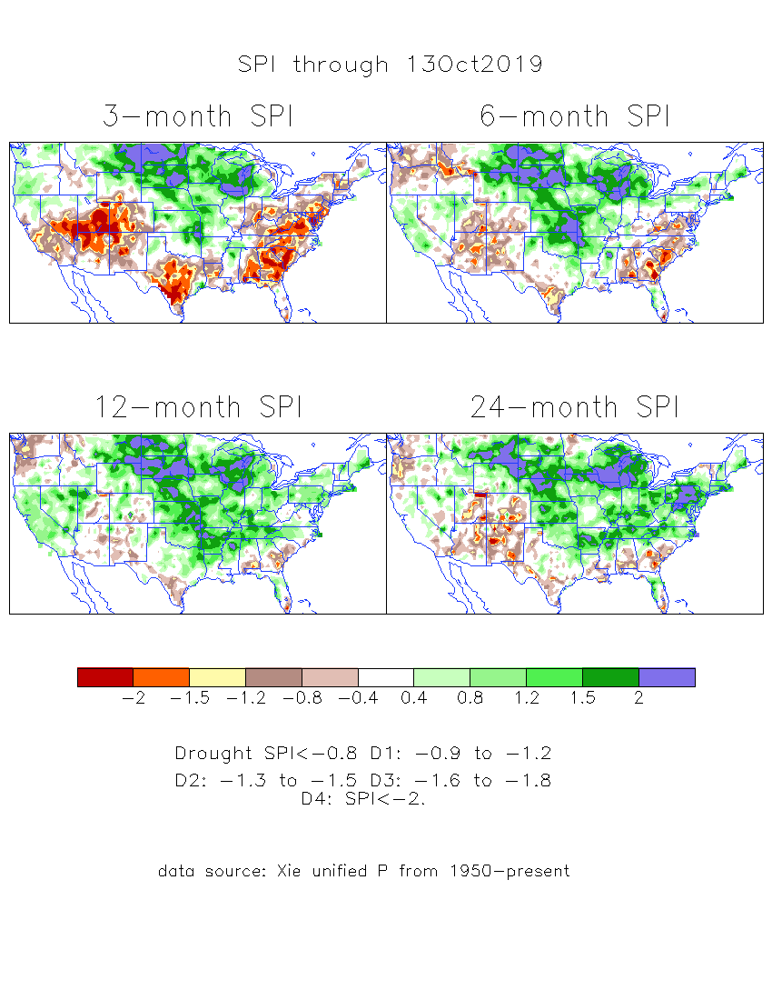 SPI through 13Oct2019
3-month SPI
6-month SPI
12-month SPI
24-month SPI
-2 -1.5 -1.2 -0.8 -0.4 0.4 0.8 1.2 1.5 2
Drought SPI<-0.8 D1: -0.9 to -1.2
D2: -1.3 to -1.5 D3: -1.6 to -1.8
D4: SPI<-2.
data source: Xie unified P from 1950-present